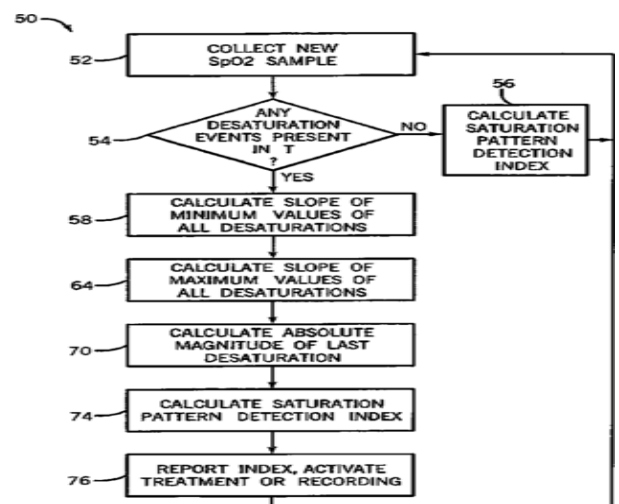 50
52
COLLECT NEW
SpO2 SAMPLE
54
ANY
DESATURATION
EVENTS PRESENT
IN T
?
NO
56
CALCULATE
SATURATION
PATTERN
DETECTION
INDEX
YES
58
CALCULATE SLOPE OF
MINIMUM VALUES OF
ALL DESATURATIONS
64
CALCULATE SLOPE OF
MAXIMUM VALUES OF
ALL DESATURATIONS
70
CALCULATE ABSOLUTE
MAGNITUDE OF LAST
DESATURATION
74
CALCULATE SATURATION
PATTERN DETECTION INDEX
76
REPORT INDEX, ACTIVATE
TREATMENT OR RECORDING